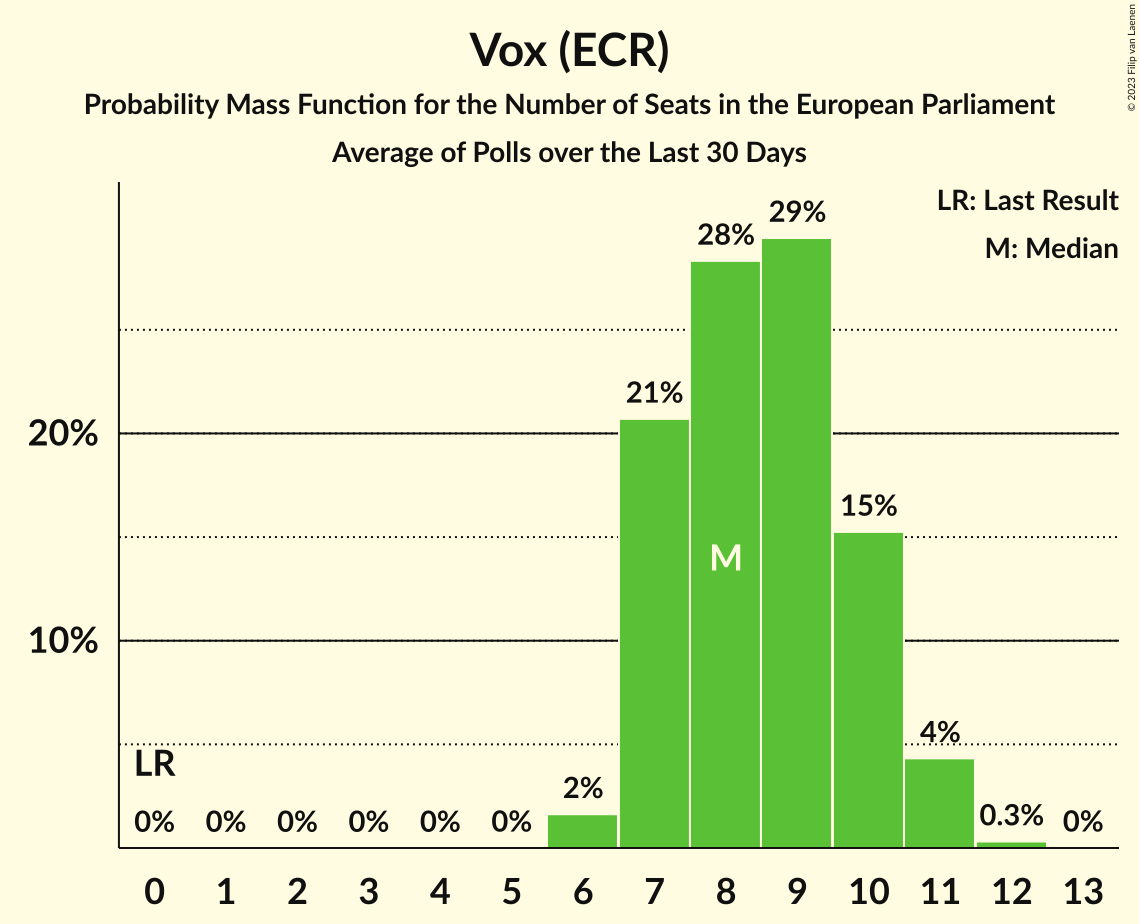 Vox (ECR)
Probability Mass Function for the Number of Seats in the European Parliament
Average of Polls over the Last 30 Days
© 2023 Filip van Laenen
LR: Last Result
M: Median
29%
28%
21%
20%
15%
M
10%
4%
LR
2%
0% 0% 0% 0% 0% 0% 0.3% 0%
0 1 2 3 4 5 6 7 8 9 10 11 12 13